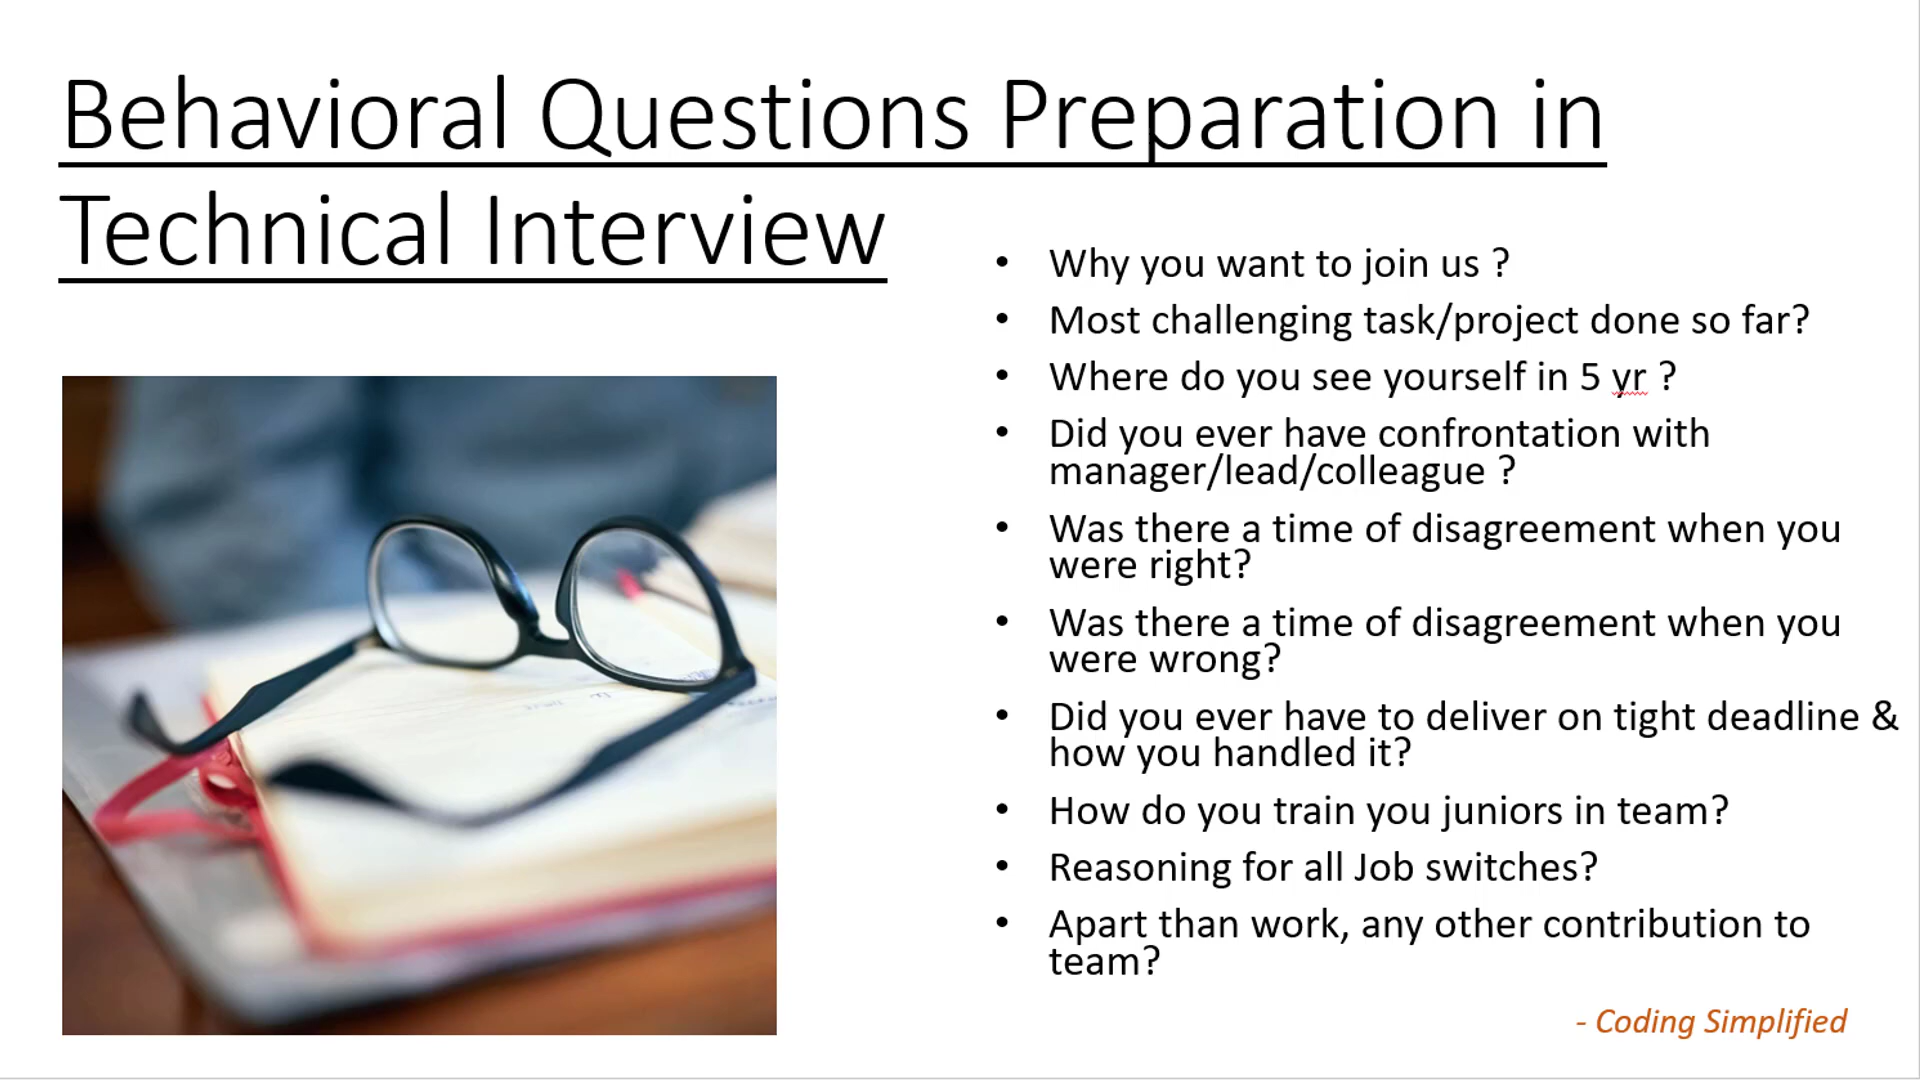 Behavioral Questions Preparation in
Technical Interview
• Why you want to join us ?
• Most challenging task/project done so far?
• Where do you see yourself in 5 yr ?
• Did you ever have confrontation with
manager/lead/colleague ?
• Was there a time of disagreement when you
were right?
• Was there a time of disagreement when you
were wrong?
• Did you ever have to deliver on tight deadline &
how you handled it?
• How do you train you juniors in team?
• Reasoning for all Job switches?
• Apart than work, any other contribution to
team?
- Coding Simplified